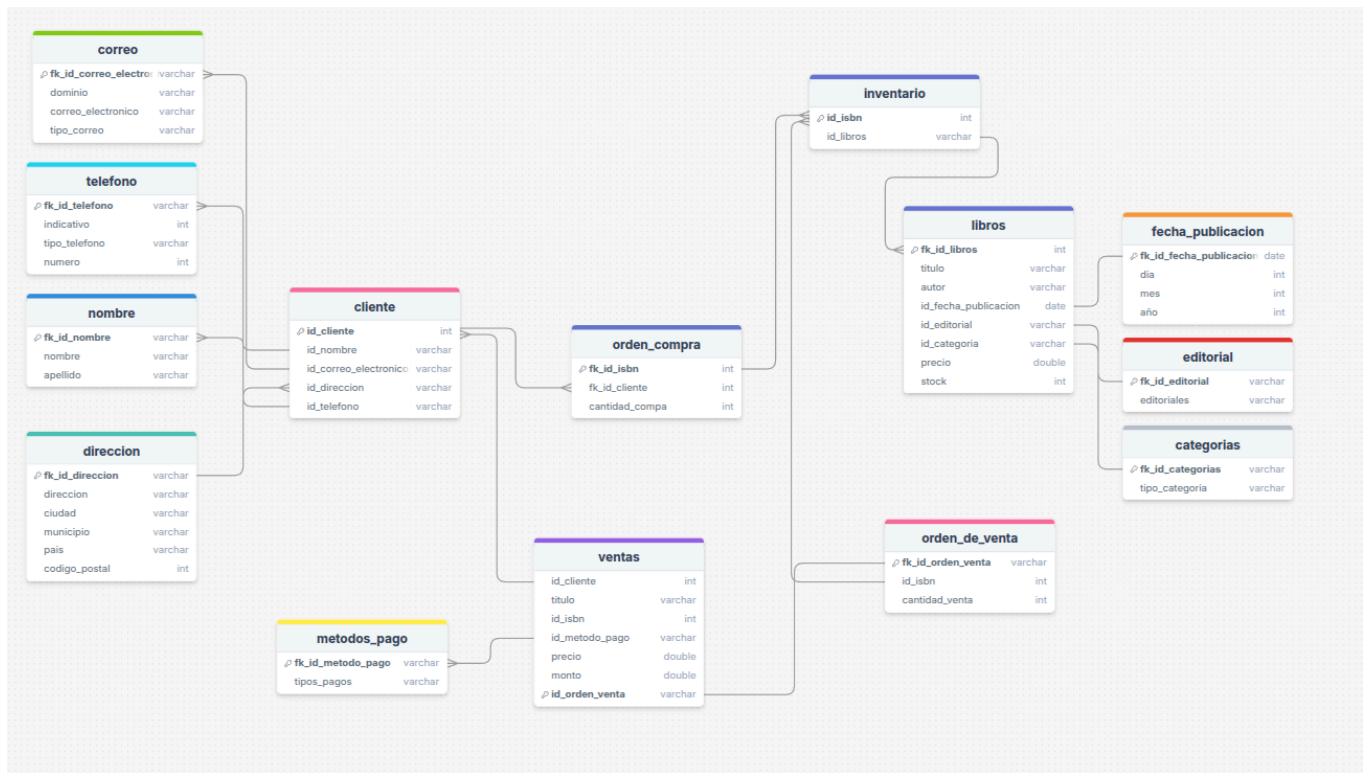 correo
fk_id_correo_electro varchar
dominio varchar
correo_electronico varchar
tipo_correo varchar
telefono
fk_id_telefono varchar
indicativo int
tipo_telefono varchar
numero int
nombre
fk_id_nombre varchar
nombre varchar
apellido varchar
direccion
fk_id_direccion varchar
direccion varchar
ciudad varchar
municipio varchar
pais varchar
codigo_postal int
cliente
id_cliente int
id_nombre varchar
id_correo_electronico varchar
id_direccion varchar
id_telefono varchar
metodos_pago
fk_id_metodo_pago varchar
tipos_pagos varchar
orden_compra
fk_id_isbn int
fk_id_cliente int
cantidad_compa int
ventas
id_cliente int
titulo varchar
id_isbn int
id_metodo_pago varchar
precio double
monto double
id_orden_venta varchar
inventario
id_isbn int
id_libros varchar
libros
fk_id_libros int
titulo varchar
autor varchar
id_fecha_publicacion date
id_editorial varchar
id_categoria varchar
precio double
stock int
orden_de_venta
fk_id_orden_venta varchar
id_isbn int
cantidad_venta int
fecha_publicacion
fk_id_fecha_publicacion date
dia int
mes int
año int
editorial
fk_id_editorial varchar
editoriales varchar
categorias
fk_id_categorias varchar
tipo_categoria varchar